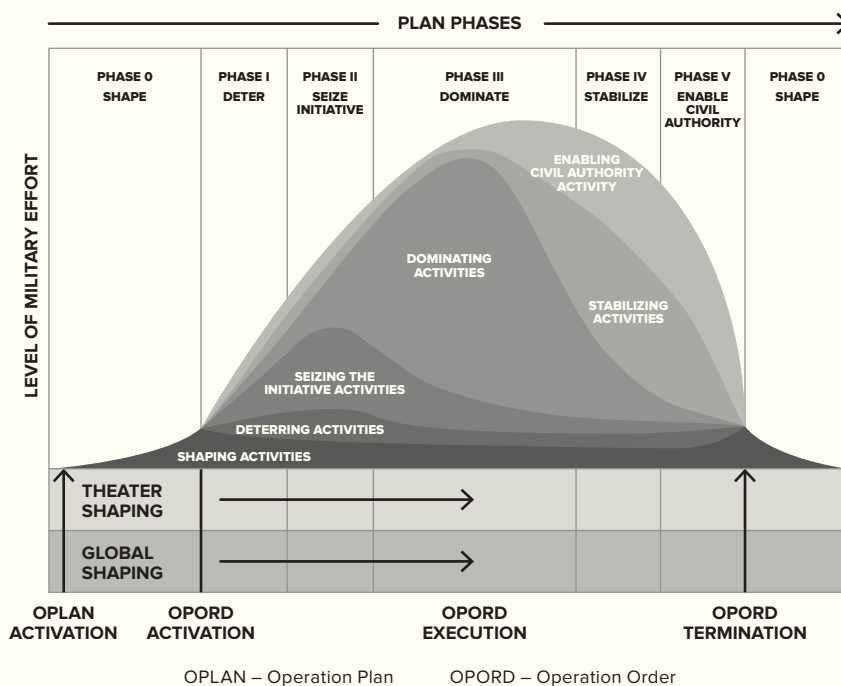 PLAN PHASES
PHASE 0
SHAPE
PHASE I
DETER
PHASE II
SEIZE
INITIATIVE
PHASE III
DOMINATE
PHASE IV
STABILIZE
PHASE V
ENABLE
CIVIL
AUTHORITY
PHASE 0
SHAPE
LEVEL OF MILITARY EFFORT
ENABLING
CIVIL AUTHORITY
ACTIVITY
DOMINATING
ACTIVITIES
STABILIZING
ACTIVITIES
SEIZING THE
INITIATIVE ACTIVITIES
DETERRING ACTIVITIES
SHAPING ACTIVITIES
THEATER
SHAPING
GLOBAL
SHAPING
OPLAN
ACTIVATION
OPORD
ACTIVATION
OPORD
EXECUTION
OPORD
TERMINATION
OPLAN – Operation Plan
OPORD – Operation Order